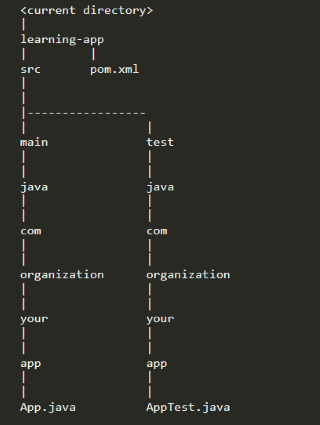 <current directory>
|
learning-app
| |
src pom.xml
|
|
|-----------------
| |
main test
| |
| |
java java
| |
| |
com com
| |
| |
organization organization
| |
| |
your your
| |
| |
app app
| |
| |
App.java AppTest.java